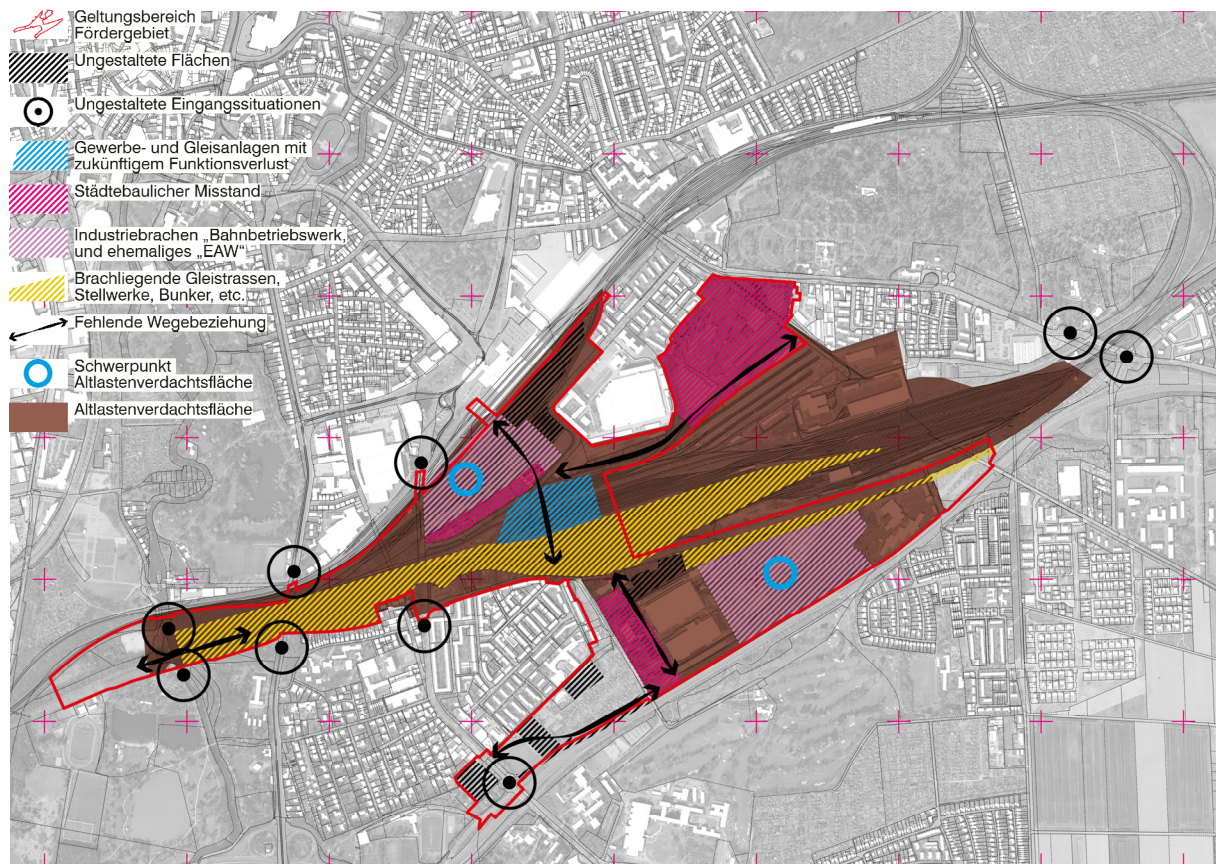 Geltungsbereich
Fördergebiet
Ungestaltete Flächen
Ungestaltete Eingangssituationen
Gewerbe- und Gleisanlagen mit
zukünftigem Funktionsverlust
Städtebaulicher Misstand
Industriebrachen „Bahnbetriebswerk,
und ehemaliges „EAW“
Brachliegende Gleistrassen,
Stellwerke, Bunker, etc.
Fehlende Wegebeziehung
Schwerpunkt
Altlastenverdachtsfläche
Altlastenverdachtsfläche